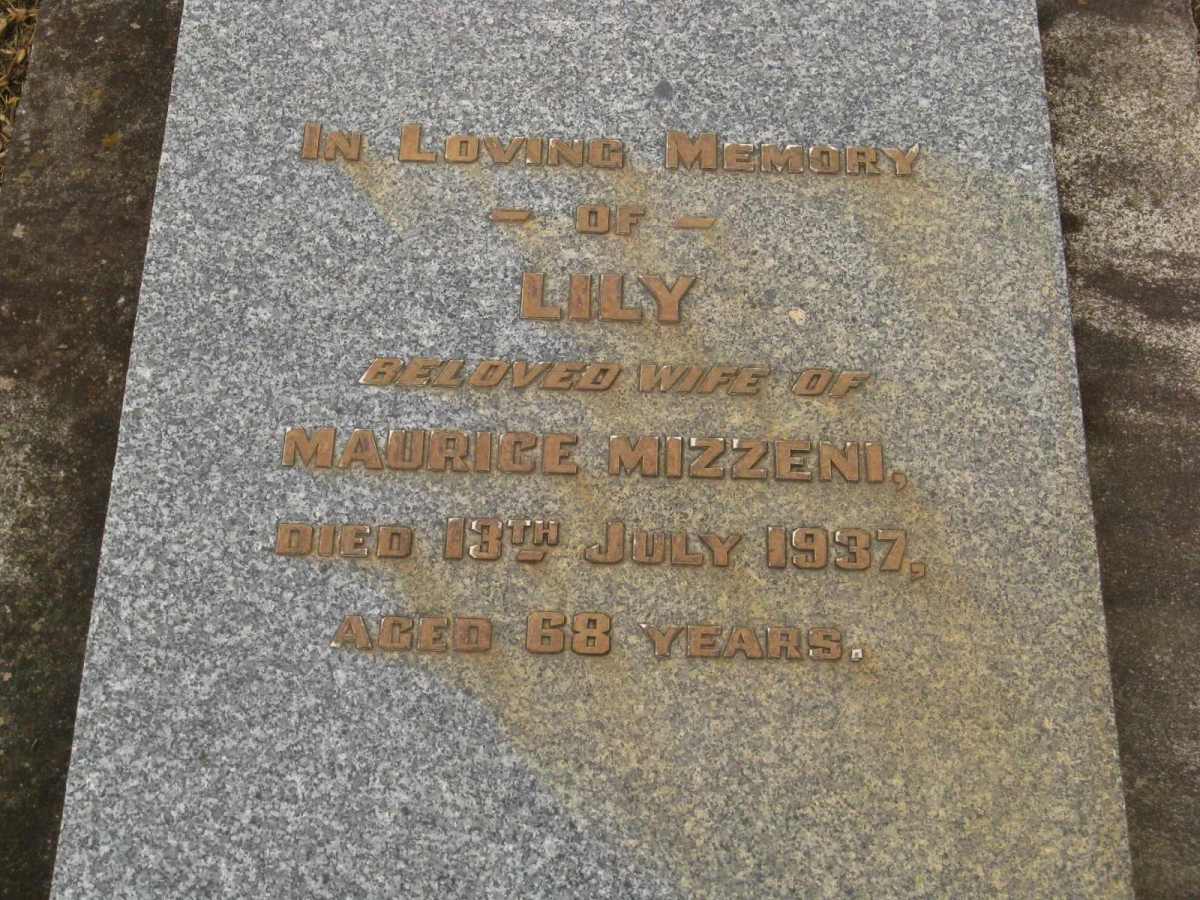 In Loving Memory
- OF -
LILY
BELOVED WIFE OF
MAURICE MIZZENI,
DIED 13TH JULY 1937,
AGED 68 YEARS.